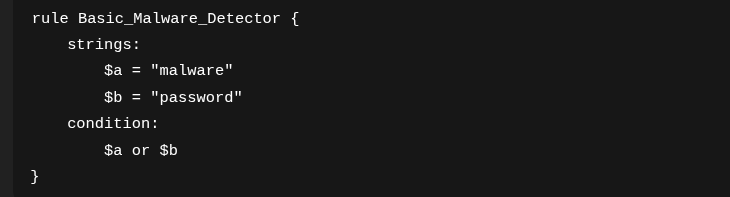 rule Basic_Malware_Detector {
    strings:
        $a = "malware"
        $b = "password"
    condition:
        $a or $b
}